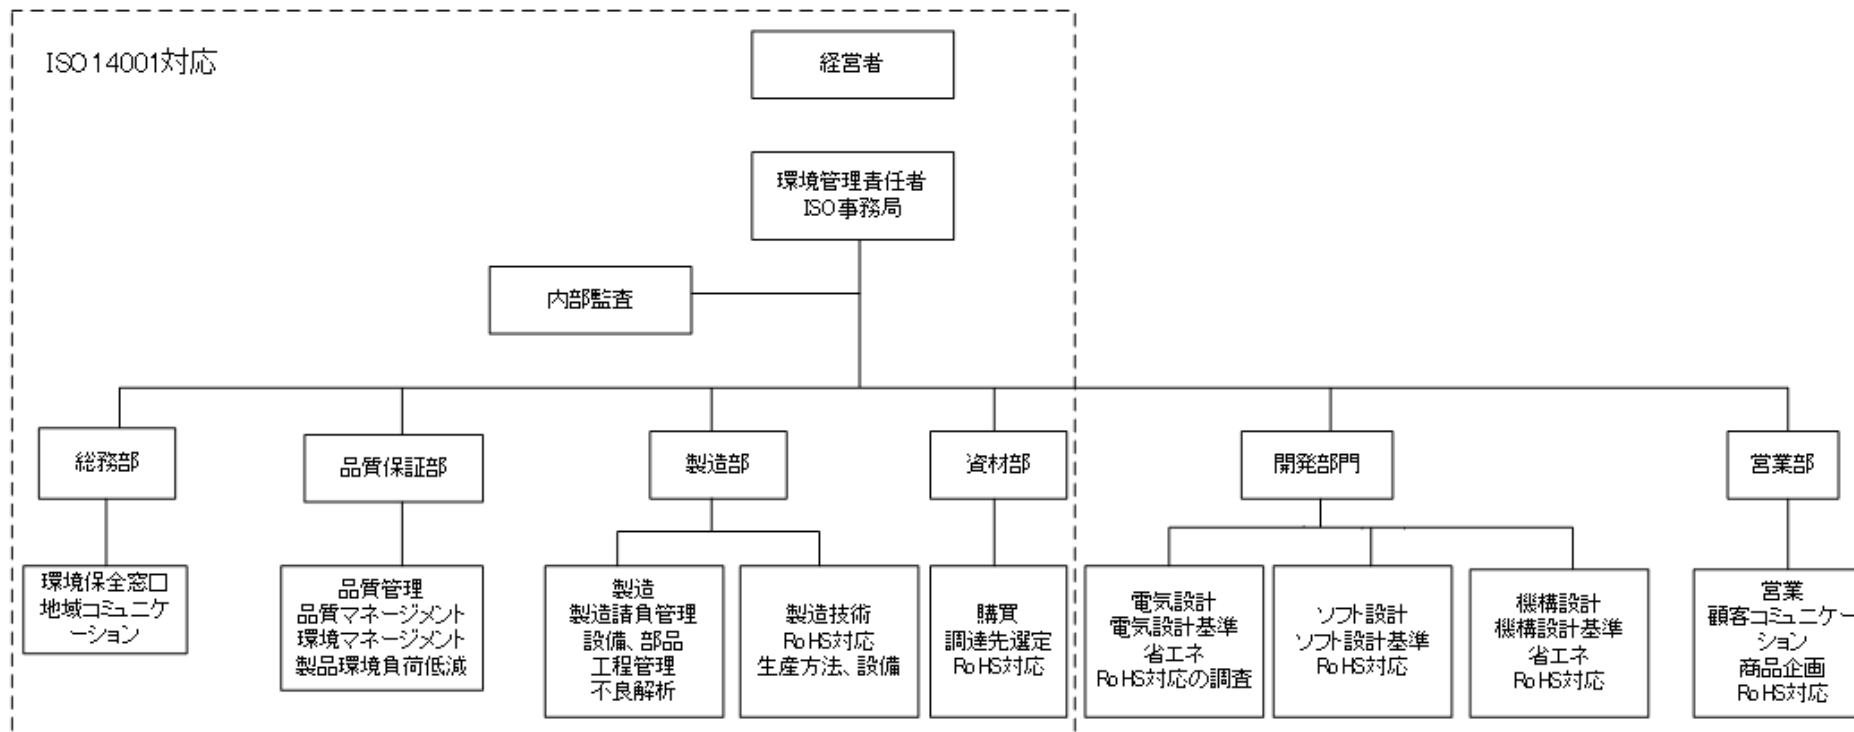 ISO14001対応
経営者
環境管理責任者
ISO事務局
内部監査
総務部
品質保証部
製造部
資材部
開発部門
営業部
環境保全窓口
地域コミュニケ
ーション
品質管理
品質マネージメント
環境マネージメント
製品環境負荷低減
製造
製造請負管理
設備、部品
工程管理
不良解析
製造技術
RoHS対応
生産方法、設備
購買
調達先選定
RoHS対応
電気設計
電気設計基準
省エネ
RoHS対応の調査
ソフト設計
ソフト設計基準
RoHS対応
機構設計
機構設計基準
省エネ
RoHS対応
営業
顧客コミュニケー
ション
商品企画
RoHS対応